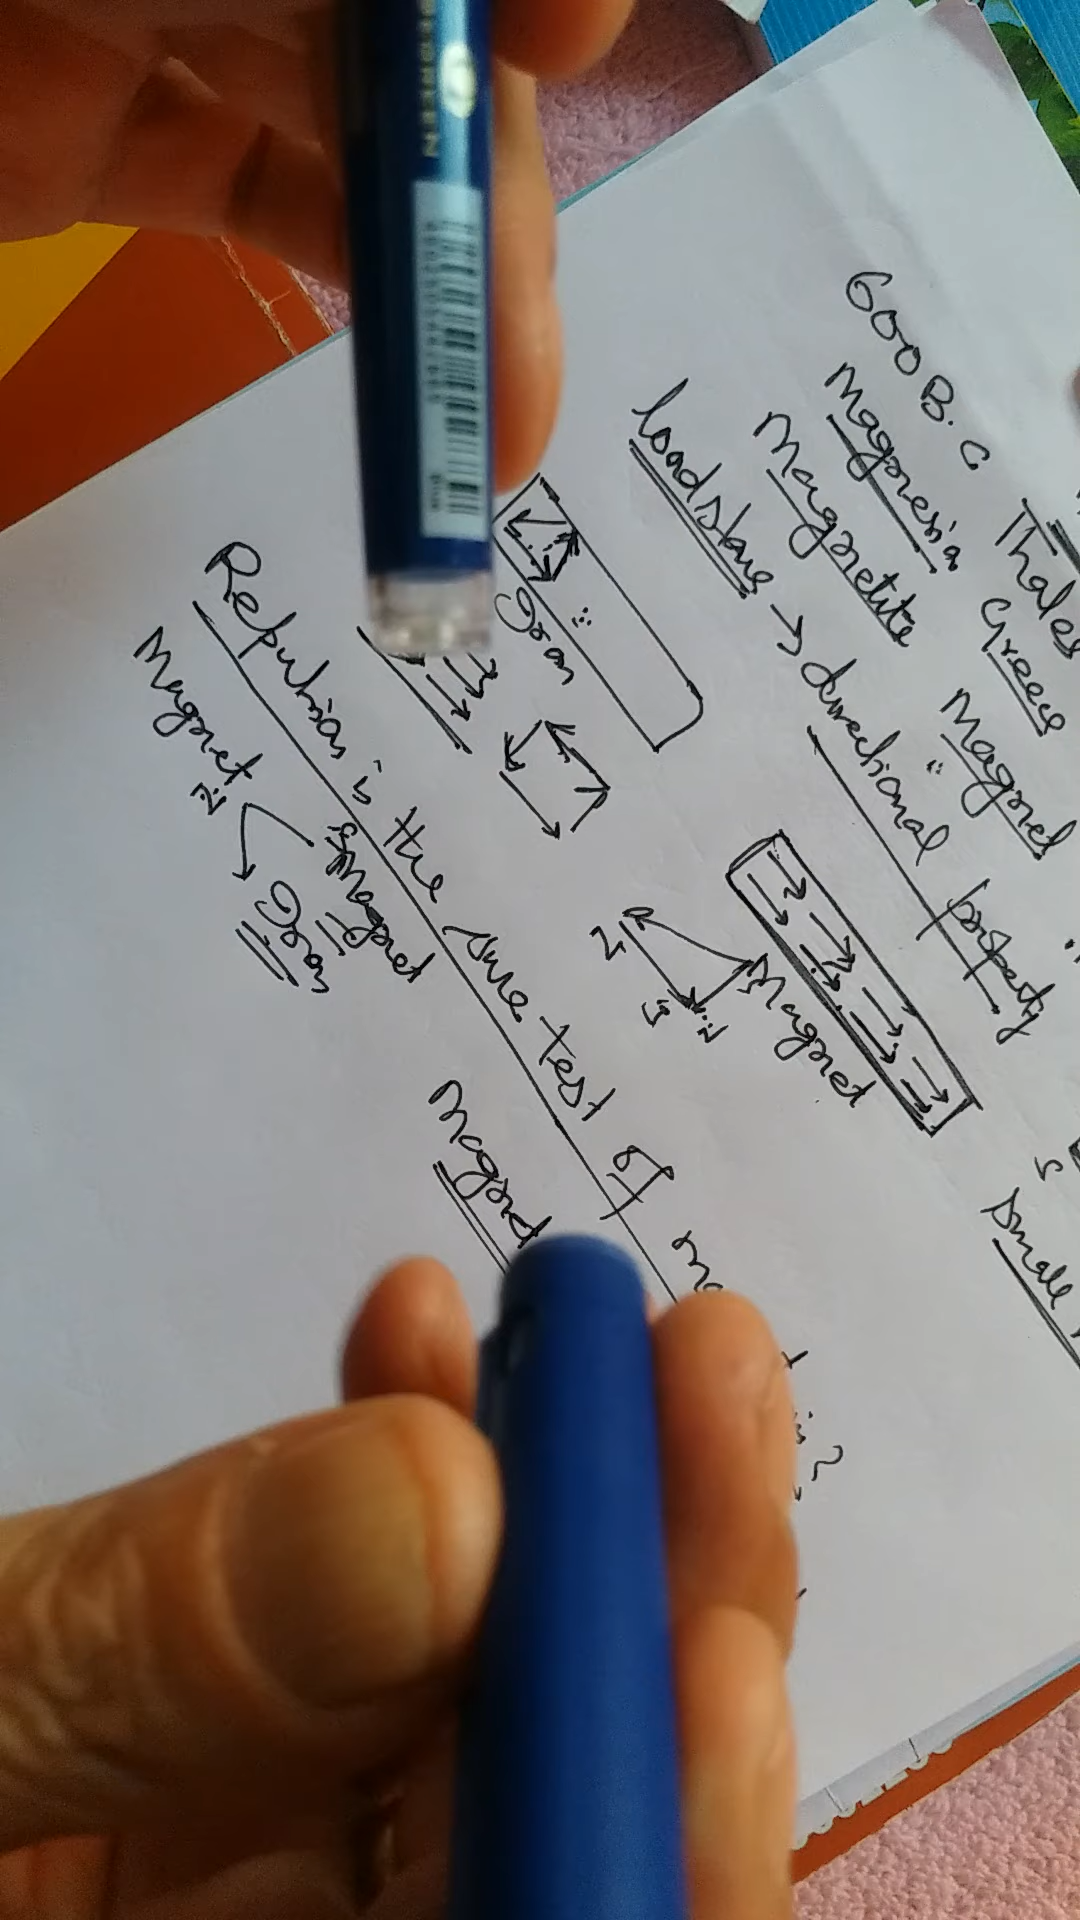 600 B.C
Thales
Magnesia
Greece
Magnetite
Magnet
loadstone → directional property
Iron
Magnet
N
S
N
S
S
small
Repulsion is the sure test of
Magnet
N
S
Magnet
Iron
Magnet